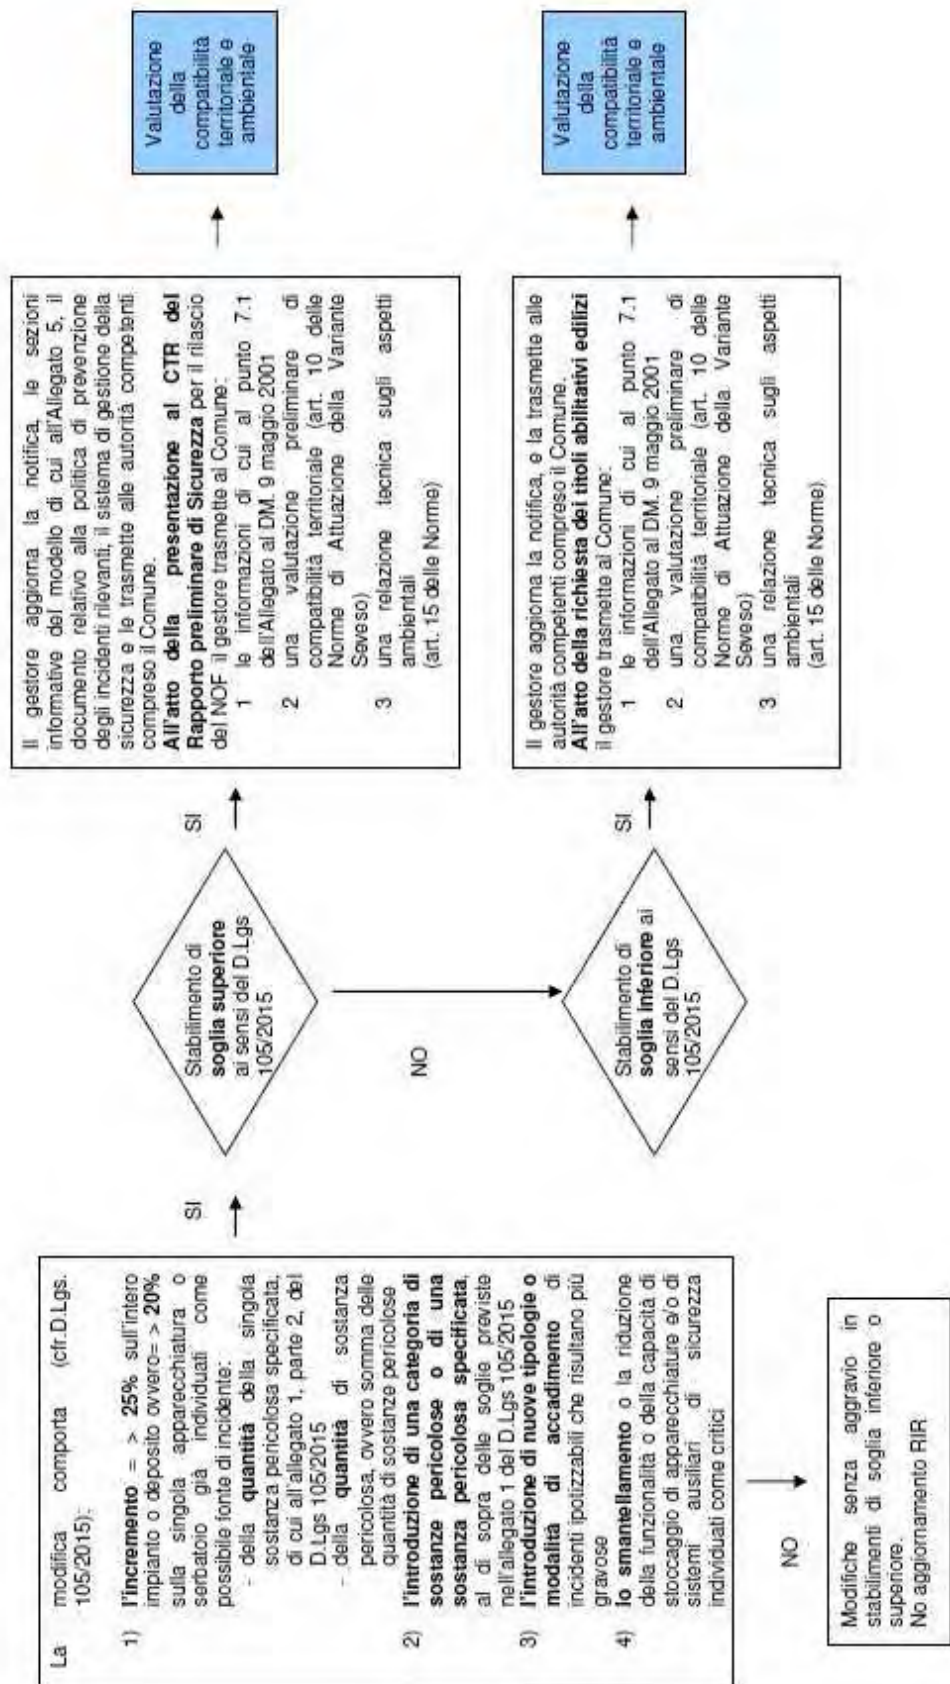 La modifica comporta (cfr.D.Lgs.
105/2015):
1) l'incremento = > 25% sull'intero
impianto o deposito ovvero= > 20%
sulla singola apparecchiatura o
serbatoio già individuati come
possibile fonte di incidente:
- della quantità della singola
sostanza pericolosa specificata,
di cui all'allegato 1, parte 2, del
D.Lgs 105/2015
- della quantità di sostanza
pericolosa, ovvero somma delle
quantità di sostanze pericolose
2) l'introduzione di una categoria di
sostanze pericolose o di una
sostanza pericolosa specificata,
al di sopra delle soglie previste
nell'allegato 1 del D.Lgs 105/2015
3) l'introduzione di nuove tipologie o
modalità di accadimento di
incidenti ipotizzabili che risultano più
gravose
4) lo smantellamento o la riduzione
della funzionalità o della capacità di
stoccaggio di apparecchiature e/o di
sistemi ausiliari di sicurezza
individuati come critici
NO
Modifiche senza aggravio in
stabilimenti di soglia inferiore o
superiore.
No aggiornamento RIR
SI
Stabilimento di
soglia superiore
ai sensi del D.Lgs
105/2015
NO
Stabilimento di
soglia inferiore ai
sensi del D.Lgs
105/2015
SI
Il gestore aggiorna la notifica, le sezioni
informative del modello di cui all'Allegato 5, il
documento relativo alla politica di prevenzione
degli incidenti rilevanti, il sistema di gestione della
sicurezza e le trasmette alle autorità competenti
compreso il Comune.
All'atto della presentazione al CTR del
Rapporto preliminare di Sicurezza per il rilascio
del NOF il gestore trasmette al Comune:
1 le informazioni di cui al punto 7.1
dell'Allegato al DM. 9 maggio 2001
2 una valutazione preliminare di
compatibilità territoriale (art. 10 delle
Norme di Attuazione della Variante
Seveso)
3 una relazione tecnica sugli aspetti
ambientali
(art. 15 delle Norme)
SI
Il gestore aggiorna la notifica, e la trasmette alle
autorità competenti compreso il Comune.
All'atto della richiesta dei titoli abilitativi edilizi
il gestore trasmette al Comune:
1 le informazioni di cui al punto 7.1
dell'Allegato al DM. 9 maggio 2001
2 una valutazione preliminare di
compatibilità territoriale (art. 10 delle
Norme di Attuazione della Variante
Seveso)
3 una relazione tecnica sugli aspetti
ambientali
(art. 15 delle Norme)
Valutazione
della
compatibilità
territoriale e
ambientale
Valutazione
della
compatibilità
territoriale e
ambientale